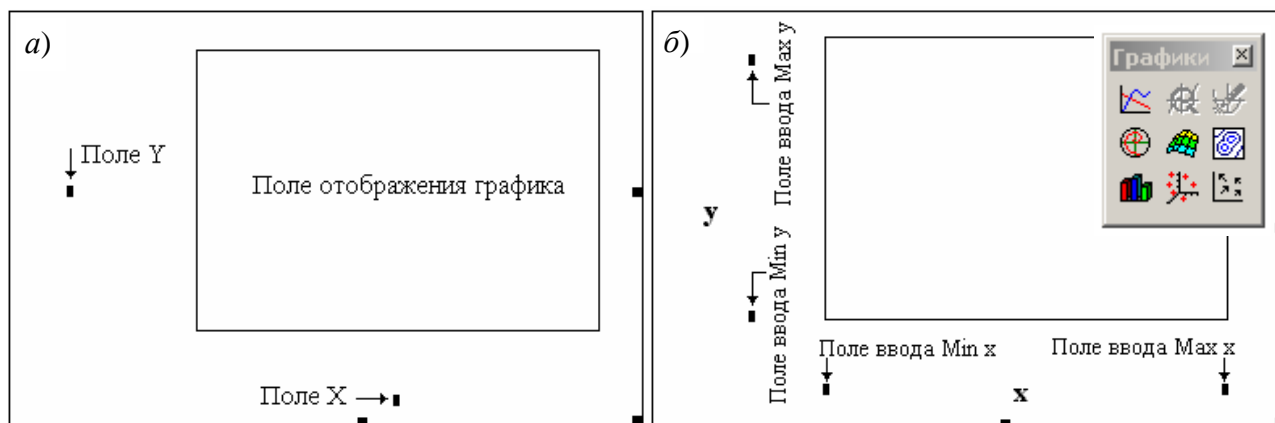 а)
Поле Y
Поле отображения графика
Поле X
б)
Поле ввода Max y
y
Поле ввода Min y
Поле ввода Min x
Поле ввода Max x
x
Графики